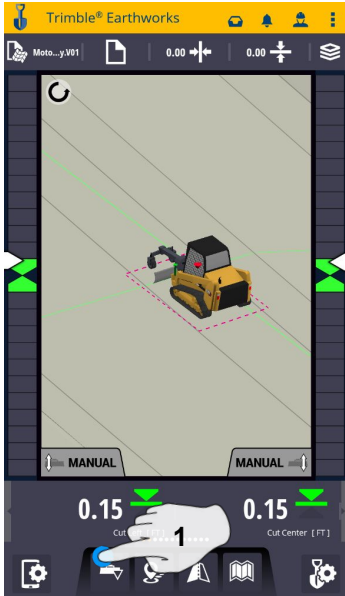 Trimble® Earthworks
Moto...y.V01 0.00 0.00
MANUAL MANUAL
0.15 0.15
Cut [FT] Cut Center [ FT ]
1